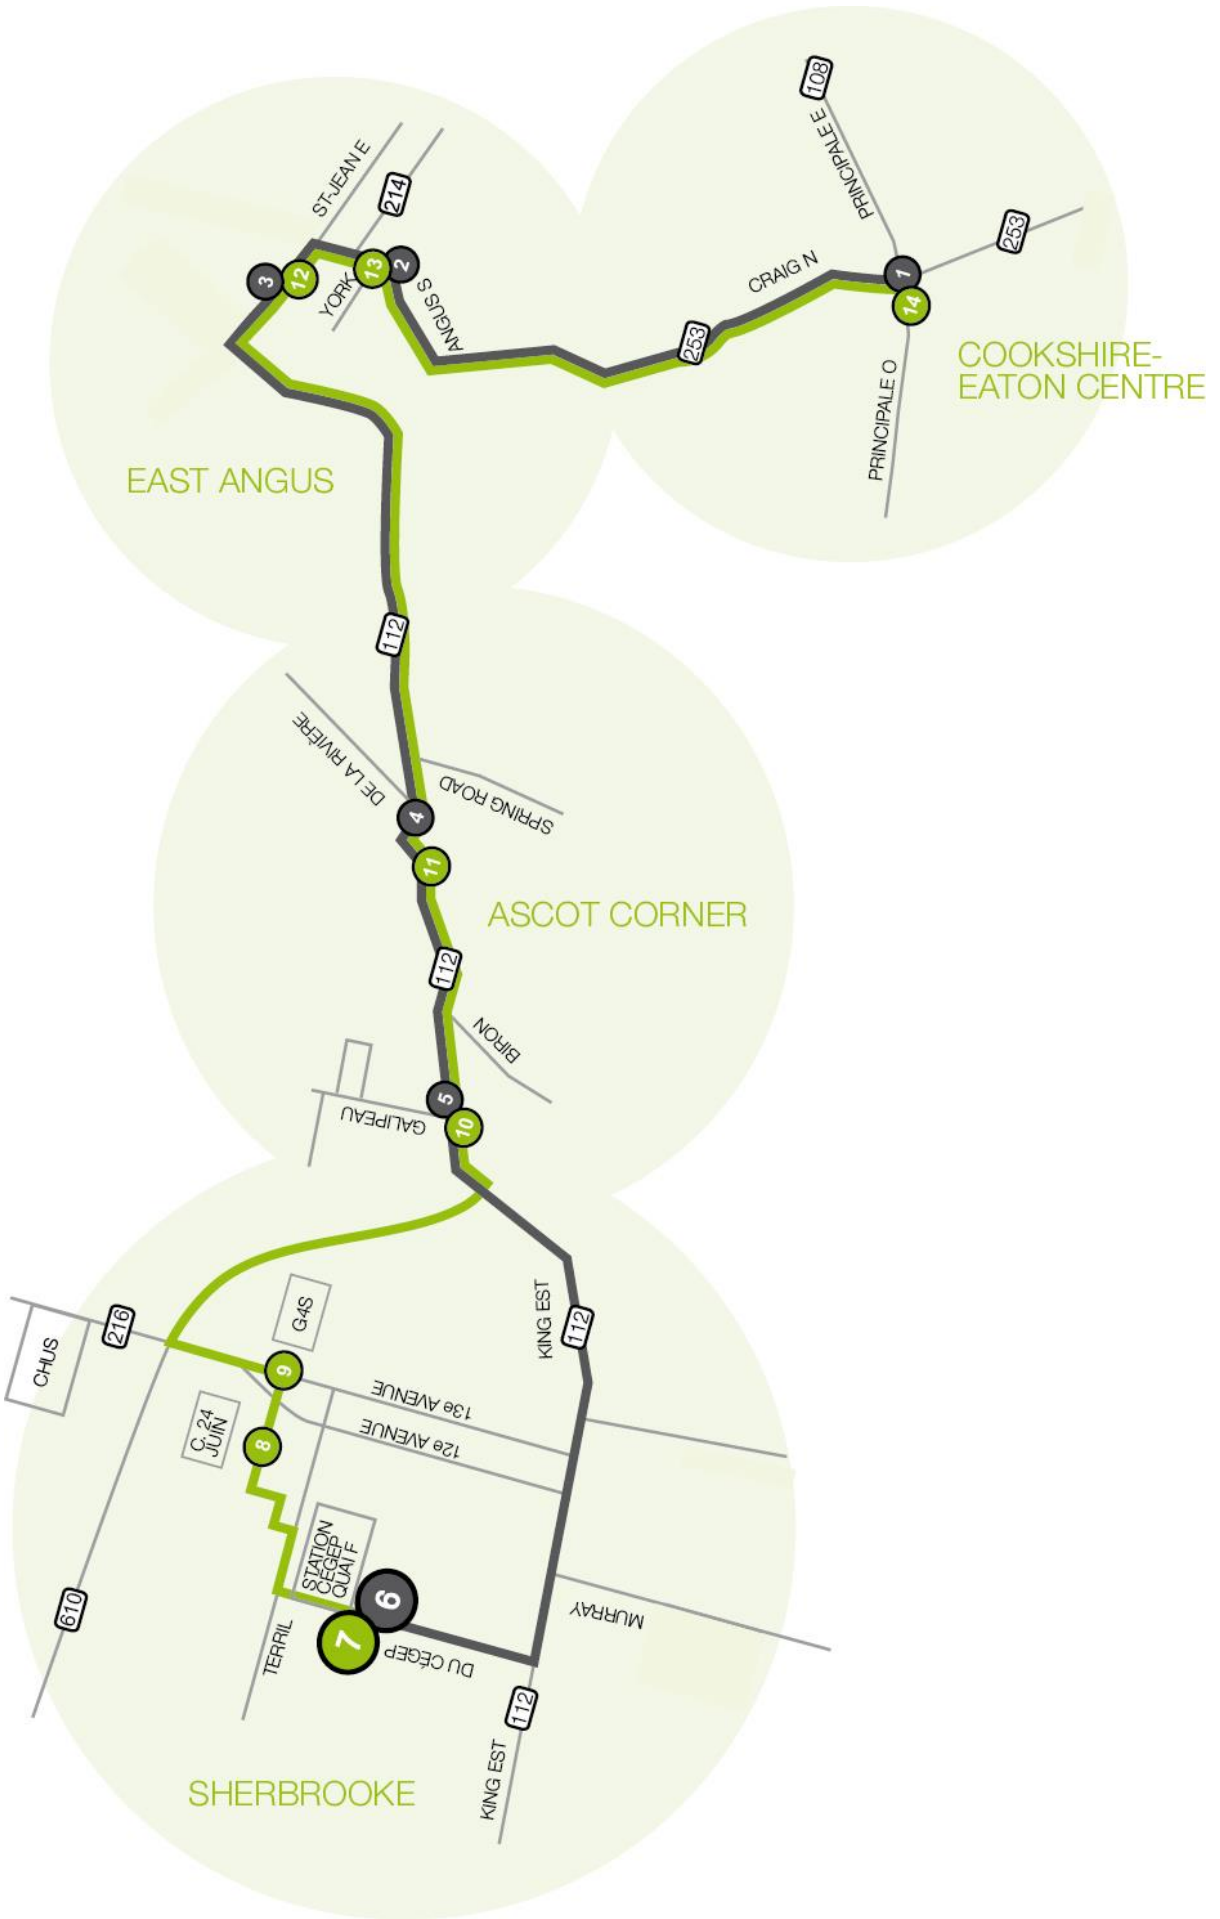 108
PRINCIPALE E
ST-JEAN E
214
253
CRAIG N
1
3
12
13
2
YORK
ANGUS S
14
253
COOKSHIRE-
EATON CENTRE
PRINCIPALE O
EAST ANGUS
112
DE LA RIVIÈRE
SPRING ROAD
4
11
ASCOT CORNER
112
BIRON
5
GALIPEAU
10
G4S
216
KING EST
112
CHUS
9
13e AVENUE
C. 24
JUIN
8
12e AVENUE
STATION
CÉGEP
QUAI F
6
610
MURRAY
7
TERRIL
DU CÉGEP
112
KING EST
SHERBROOKE